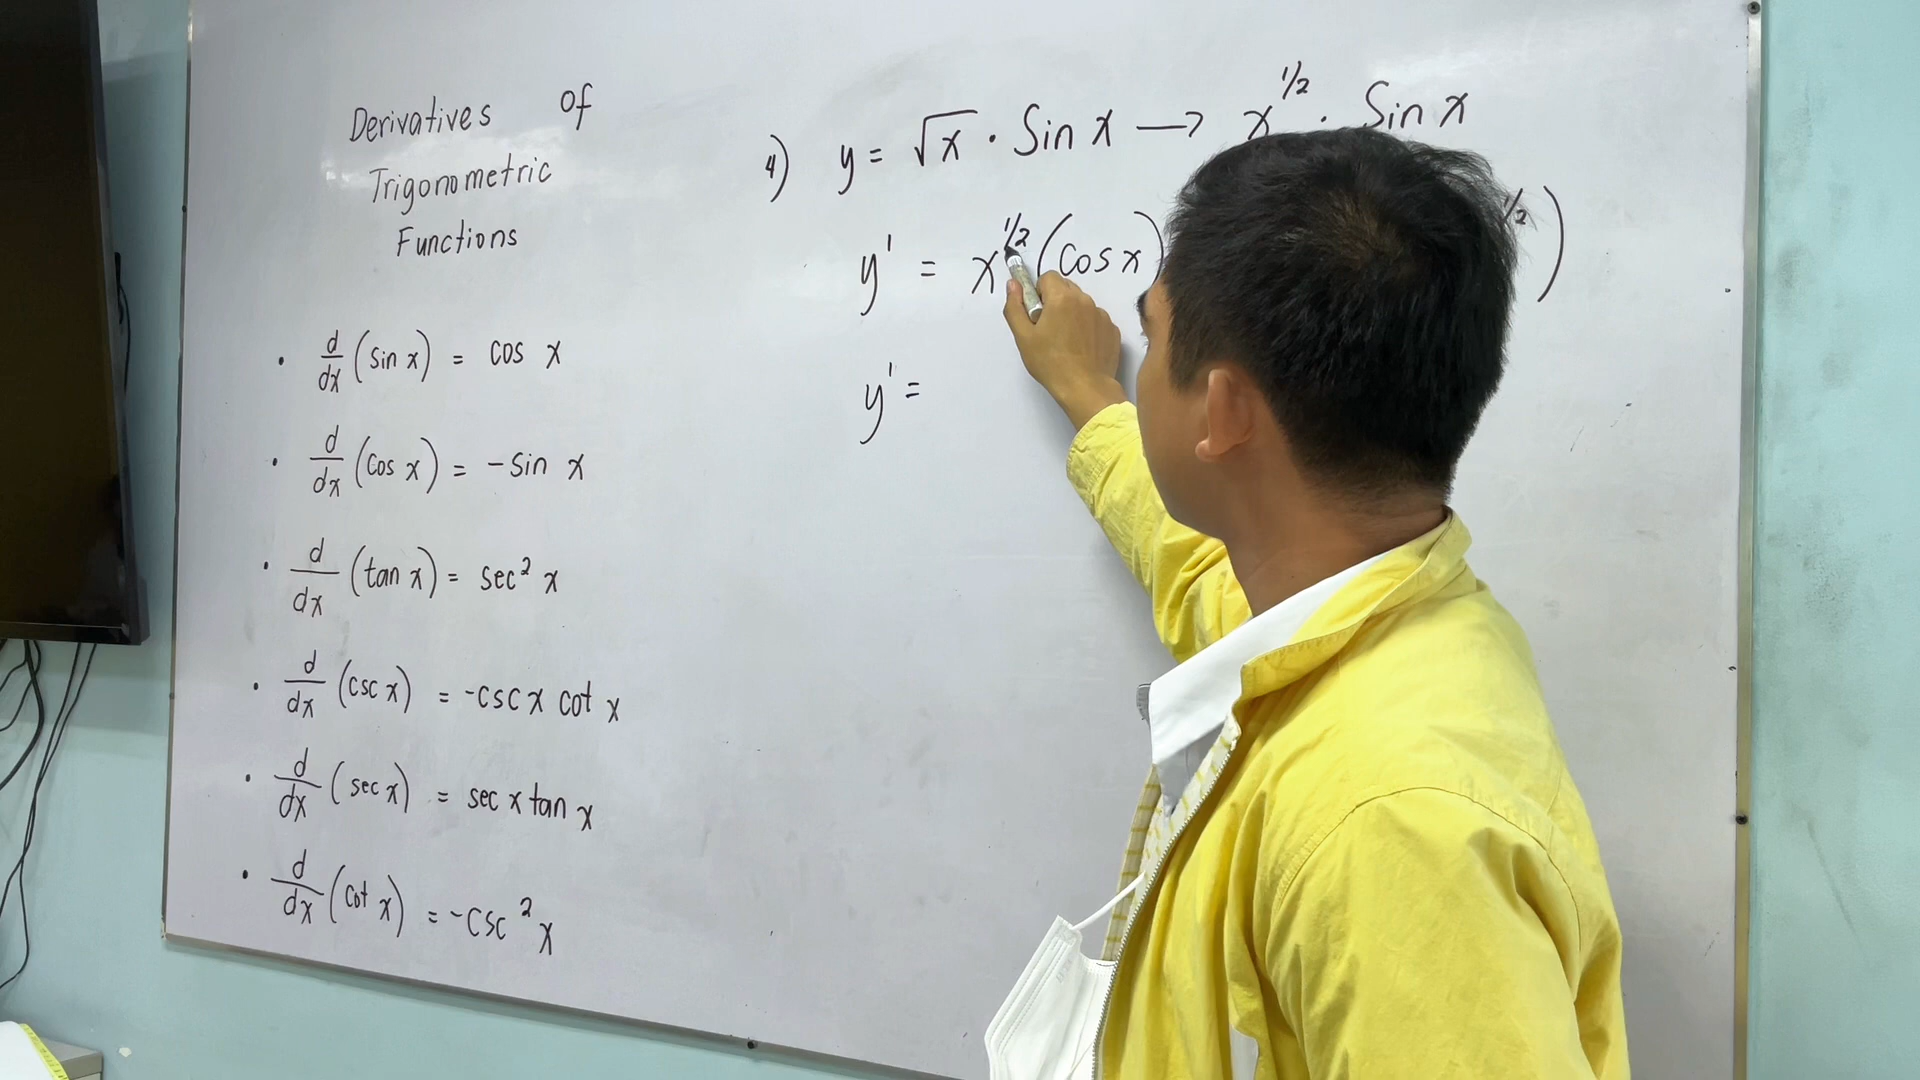 Derivatives of
Trigonometric
Functions
• d/dx (sin x) = cos x
• d/dx (cos x) = -sin x
• d/dx (tan x) = sec² x
• d/dx (csc x) = -csc x cot x
• d/dx (sec x) = sec x tan x
• d/dx (cot x) = -csc² x
4) y = √x · Sin x → x^1/2 · Sin x
y' = x^1/2 (cos x) 1/2)
y' =